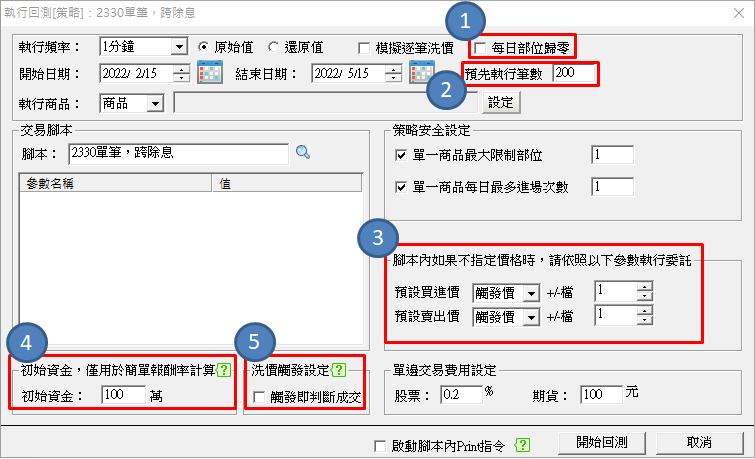 執行回測[策略]：2330單筆，跨除息
1
執行頻率： 1分鐘 原始值 還原值 模擬逐筆洗價 每日部位歸零
開始日期： 2022/ 2/15 結束日期： 2022/ 5/15 預先執行筆數 200
2
執行商品： 商品 設定
交易腳本
腳本： 2330單筆，跨除息
參數名稱 值
策略安全設定
單一商品最大限制部位 1
單一商品每日最多進場次數 1
3
腳本內如果不指定價格時，請依照以下參數執行委託
預設買進價 觸發價 +/-檔 1
預設賣出價 觸發價 +/-檔 1
4
初始資金，僅用於簡單報酬率計算 ?
初始資金： 100 萬
5
洗價觸發設定 ?
觸發即判斷成交
單邊交易費用設定
股票： 0.2 % 期貨： 100 元
啟動腳本內Print指令 ? 開始回測 取消